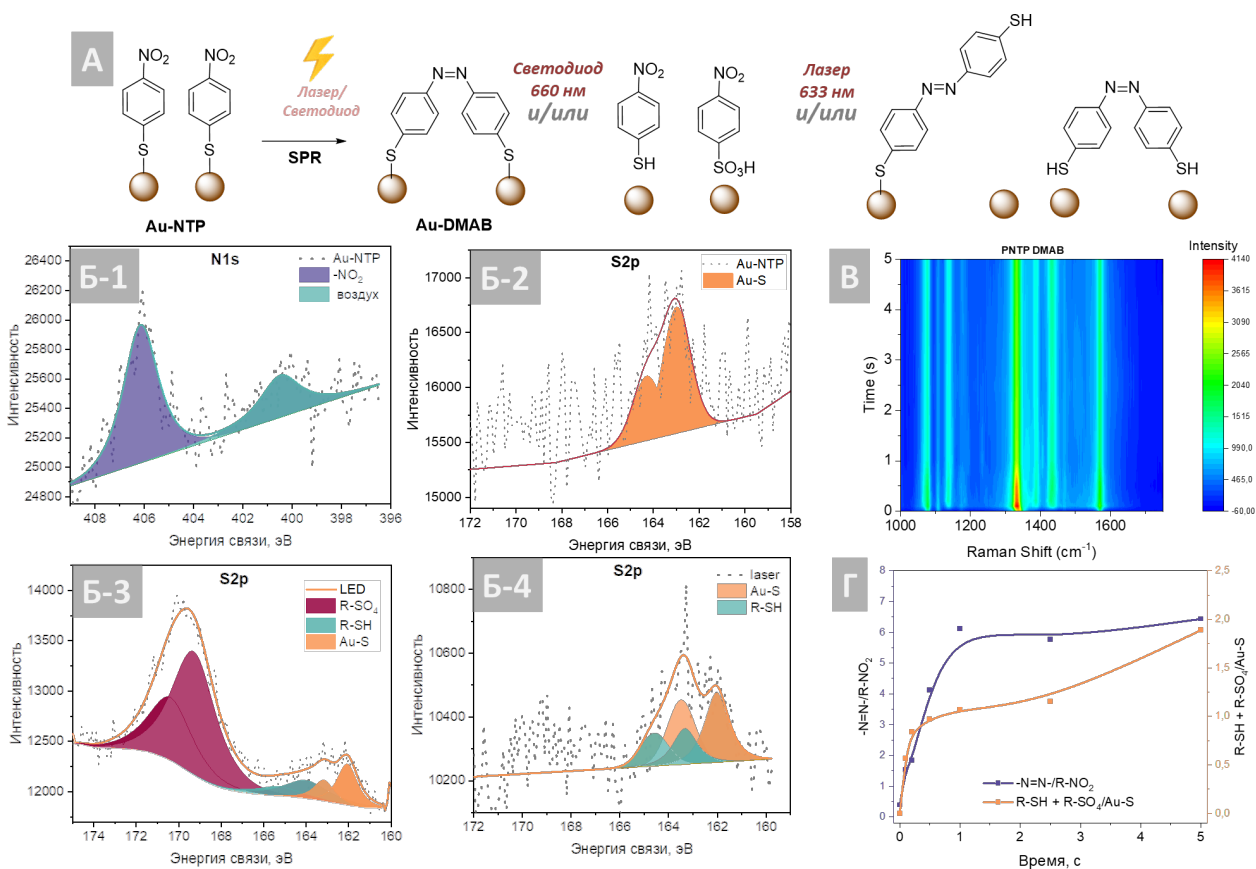 А
NO₂
NO₂
S
S
Au-NTP
Лазер/
Светодиод
SPR
N=N
S
S
Au-DMAB
Светодиод
660 нм
и/или
NO₂
SH
NO₂
SO₃H
Лазер
633 нм
и/или
SH
N=N
S
N=N
HS
SH
Б-1
N1s
Au-NTP
-NO₂
воздух
Интенсивность
26400
26200
26000
25800
25600
25400
25200
25000
24800
408
406
404
402
400
398
396
Энергия связи, эВ
Б-2
S2p
Au-NTP
Au-S
Интенсивность
17000
16500
16000
15500
15000
172
170
168
166
164
162
160
158
Энергия связи, эВ
В
PNTP DMAB
Intensity
Time (s)
5
4
3
2
1
0
1000
1200
1400
1600
Raman Shift (cm⁻¹)
4140
3615
3090
2565
2040
1515
990,0
465,0
-60,00
Б-3
S2p
LED
R-SO₄
R-SH
Au-S
Интенсивность
14000
13500
13000
12500
12000
174
172
170
168
166
164
162
160
Энергия связи, эВ
Б-4
S2p
laser
Au-S
R-SH
Интенсивность
10800
10600
10400
10200
172
170
168
166
164
162
160
Энергия связи, эВ
Г
-N=N-/R-NO₂
8
7
6
5
4
3
2
1
0
0
1
2
3
4
5
Время, с
-N=N-/R-NO₂
R-SH + R-SO₄/Au-S
2,5
2,0
1,5
1,0
0,5
0,0
R-SH + R-SO₄/Au-S